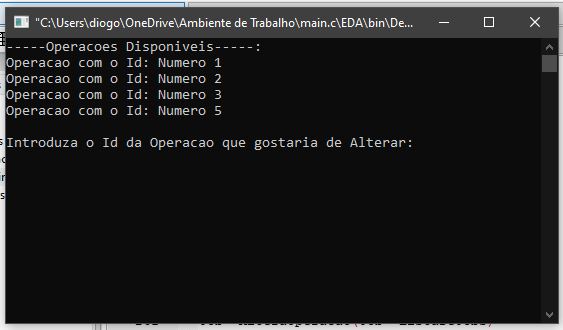 "C:\Users\diogo\OneDrive\Ambiente de Trabalho\main.c\EDA\bin\De...
-----Operacoes Disponiveis-----:
Operacao com o Id: Numero 1
Operacao com o Id: Numero 2
Operacao com o Id: Numero 3
Operacao com o Id: Numero 5
Introduza o Id da Operacao que gostaria de Alterar: